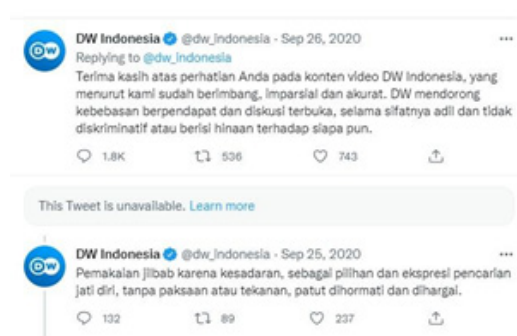 DW Indonesia @dw_indonesia · Sep 26, 2020
Replying to @dw_indonesia
Terima kasih atas perhatian Anda pada konten video DW Indonesia, yang
menurut kami sudah berimbang, imparsial dan akurat. DW mendorong
kebebasan berpendapat dan diskusi terbuka, selama sifatnya adil dan tidak
diskriminatif atau berisi hinaan terhadap siapa pun.
1.8K 536 743
This Tweet is unavailable. Learn more
DW Indonesia @dw_indonesia · Sep 25, 2020
Pemakaian jilbab karena kesadaran, sebagai pilihan dan ekspresi pencarian
jati diri, tanpa paksaan atau tekanan, patut dihormati dan dihargai.
132 89 237